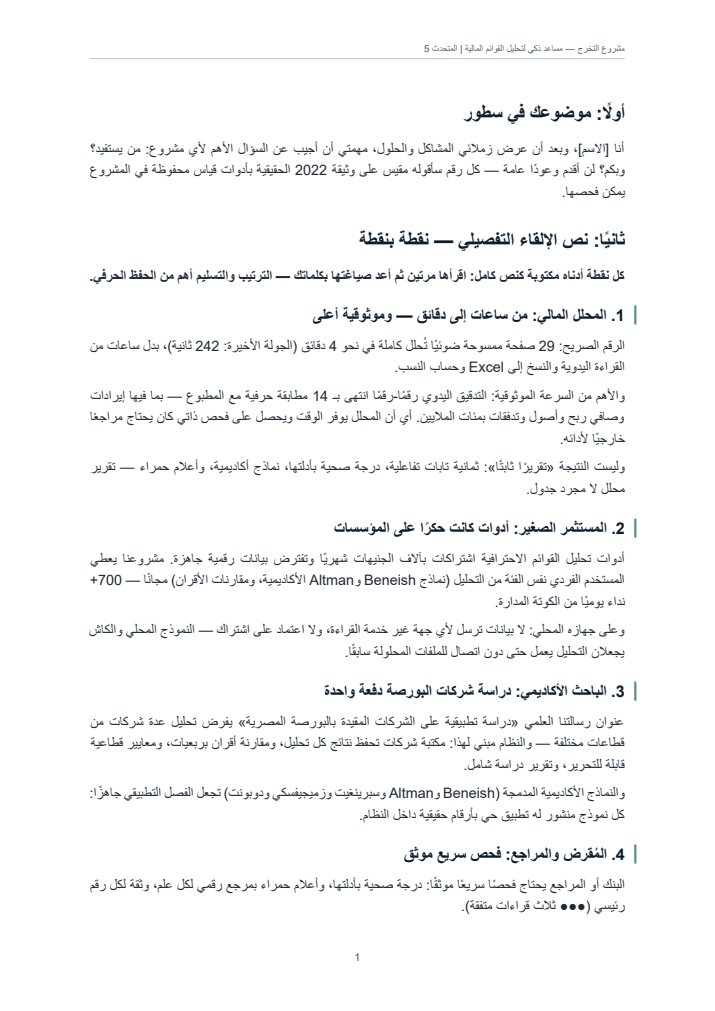 مشروع التخرج — مساعد ذكي لتحليل القوائم المالية | المتحدث 5
أولًا: موضوعك في سطور
أنا [الاسم]، وبعد أن عرض زملائي المشاكل والحلول، مهمتي أن أجيب عن السؤال الأهم لأي مشروع: من يستفيد؟
وبكم؟ لن أقدم وعودًا عامة — كل رقم سأقوله مقيس على وثيقة 2022 الحقيقية بأدوات قياس محفوظة في المشروع
يمكن فحصها.
ثانيًا: نص الإلقاء التفصيلي — نقطة بنقطة
كل نقطة أدناه مكتوبة كنص كامل: اقرأها مرتين ثم أعد صياغتها بكلماتك — الترتيب والتسليم أهم من الحفظ الحرفي.
1. المحلل المالي: من ساعات إلى دقائق — وموثوقية أعلى
الرقم الصريح: 29 صفحة ممسوحة ضوئيًا تُحلل كاملة في نحو 4 دقائق (الجولة الأخيرة: 242 ثانية)، بدل ساعات من
القراءة اليدوية والنسخ إلى Excel وحساب النسب.
والأهم من السرعة الموثوقية: التدقيق اليدوي رقمًا-رقمًا انتهى بـ 14 مطابقة حرفية مع المطبوع — بما فيها إيرادات
وصافي ربح وأصول وتدفقات بمئات الملايين. أي أن المحلل يوفر الوقت ويحصل على فحص ذاتي كان يحتاج مراجعًا
خارجيًا لأدائه.
وليست النتيجة «تقريرًا ثابتًا»: ثمانية تابات تفاعلية، درجة صحية بأدلتها، نماذج أكاديمية، وأعلام حمراء — تقرير
محلل لا مجرد جدول.
2. المستثمر الصغير: أدوات كانت حكرًا على المؤسسات
أدوات تحليل القوائم الاحترافية اشتراكات بآلاف الجنيهات شهريًا وتفترض بيانات رقمية جاهزة. مشروعنا يعطي
المستخدم الفردي نفس الفئة من التحليل (نماذج Beneish وAltman الأكاديمية، ومقارنات الأقران) مجانًا — 700+
نداء يوميًا من الكوتة المدارة.
وعلى جهازه المحلي: لا بيانات ترسل لأي جهة غير خدمة القراءة، ولا اعتماد على اشتراك — النموذج المحلي والكاش
يجعلان التحليل يعمل حتى دون اتصال للملفات المحلولة سابقًا.
3. الباحث الأكاديمي: دراسة شركات البورصة دفعة واحدة
عنوان رسالتنا العلمي «دراسة تطبيقية على الشركات المقيدة بالبورصة المصرية» يفرض تحليل عدة شركات من
قطاعات مختلفة — والنظام مبني لهذا: مكتبة شركات تحفظ نتائج كل تحليل، ومقارنة أقران بربعيات، ومعايير قطاعية
قابلة للتحرير، وتقرير دراسة شامل.
والنماذج الأكاديمية المدمجة (Beneish وAltman وسبرينغيت وزميجيفسكي ودوبونت) تجعل الفصل التطبيقي جاهزًا:
كل نموذج منشور له تطبيق حي بأرقام حقيقية داخل النظام.
4. المُقرض والمراجع: فحص سريع موثق
البنك أو المراجع يحتاج فحصًا سريعًا موثقًا: درجة صحية بأدلتها، وأعلام حمراء بمرجع رقمي لكل علم، وثقة لكل رقم
رئيسي (●●● ثلاث قراءات متفقة).
1